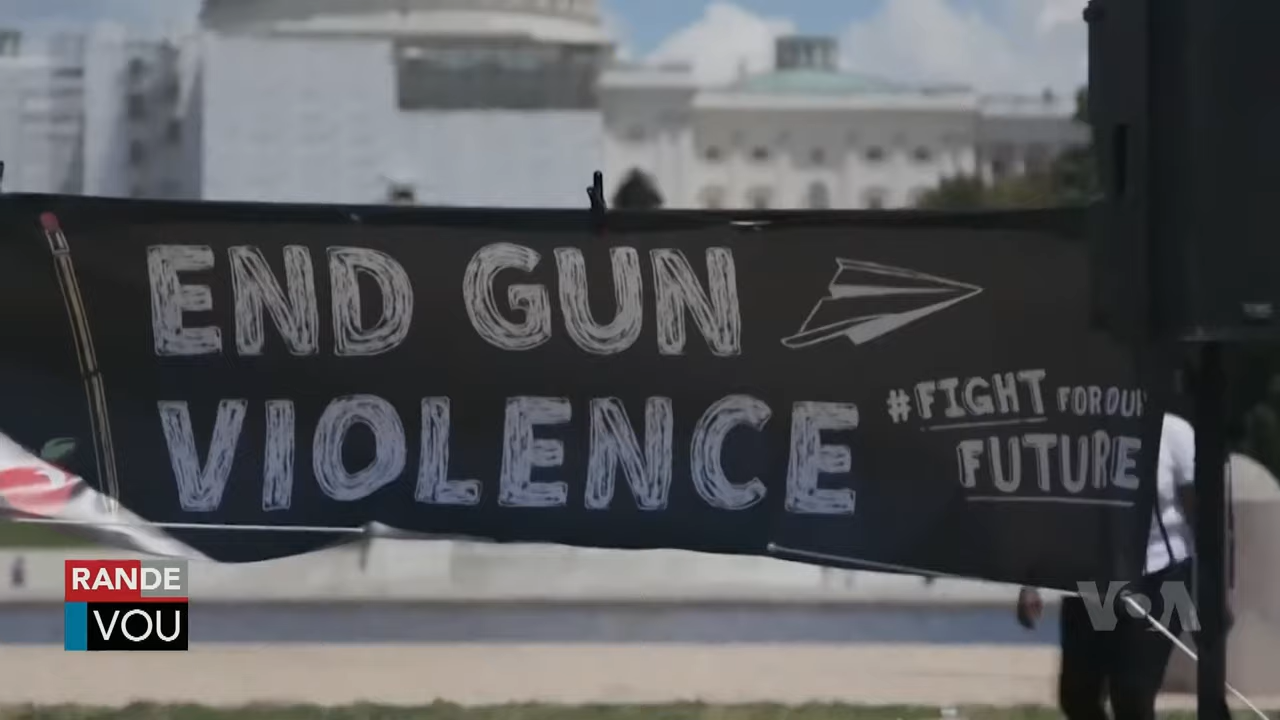 END GUN
VIOLENCE
#FIGHT FOR OUR
FUTURE
RANDE
VOU
VOA